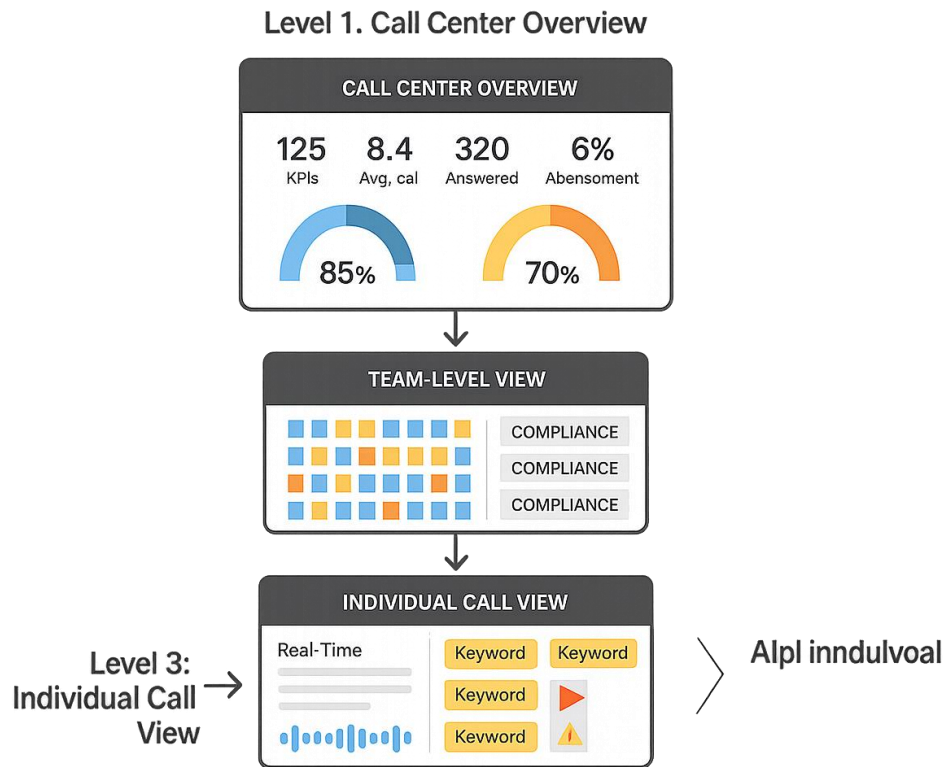 Level 1. Call Center Overview
CALL CENTER OVERVIEW
125 8.4 320 6%
KPIs Avg, cal Answered Abensoment
85% 70%
TEAM-LEVEL VIEW
COMPLIANCE
COMPLIANCE
COMPLIANCE
INDIVIDUAL CALL VIEW
Real-Time
Keyword Keyword
Keyword
Kevword
Level 3:
Individual Call
View
Alpl inndulvoal